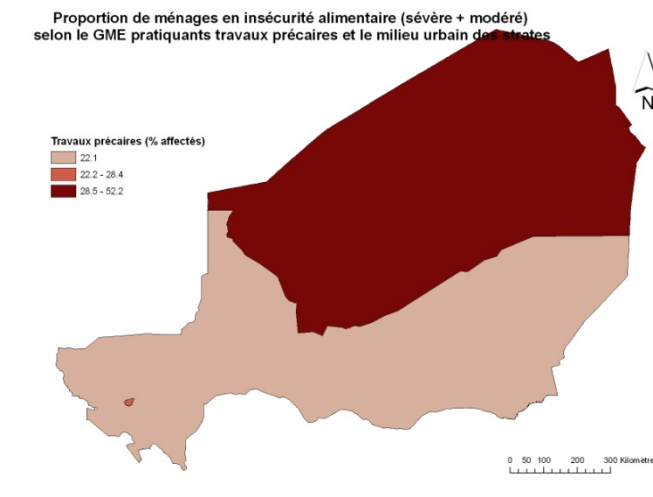 Proportion de ménages en insécurité alimentaire (sévère + modéré)
selon le GME pratiquants travaux précaires et le milieu urbain des strates
N
Travaux précaires (% affectés)
22.1
22.2 - 28.4
28.5 - 52.2
0 50 100 200 300 Kilomètre